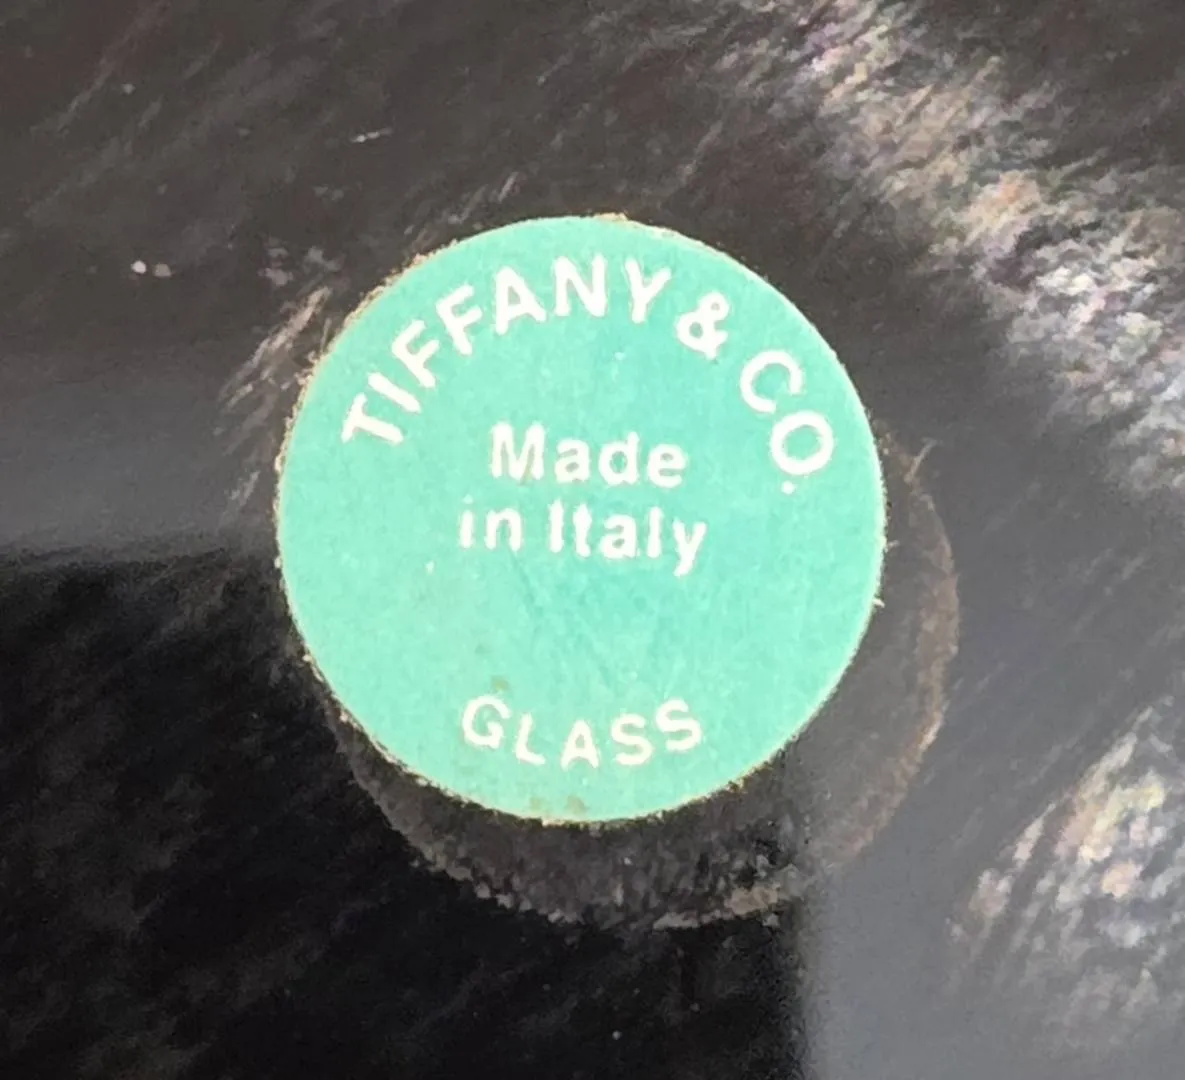 TIFFANY & CO.
Made
in Italy
GLASS